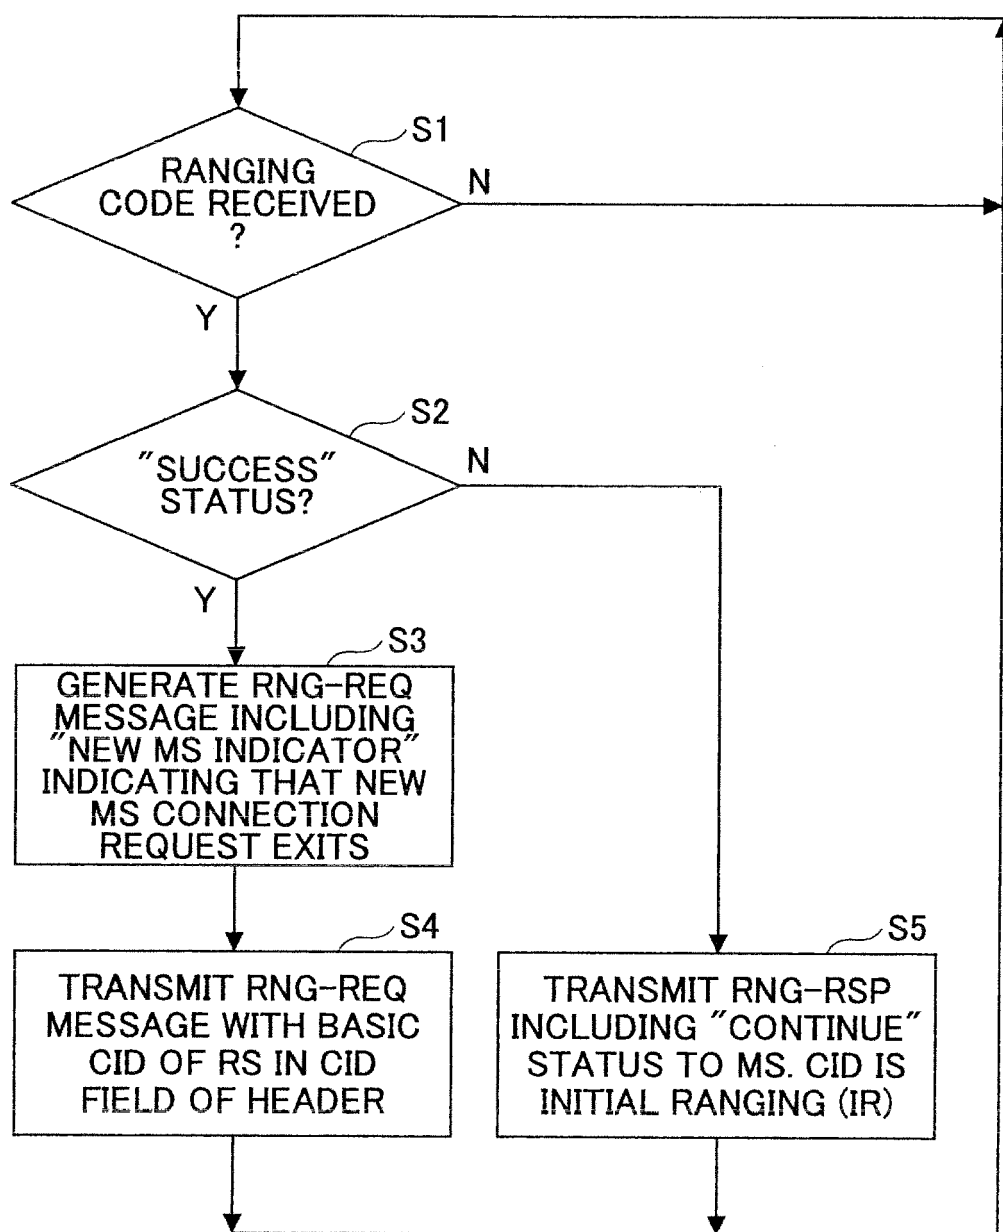 S1
RANGING
CODE RECEIVED
?
N
Y
S2
"SUCCESS"
STATUS?
N
Y
S3
GENERATE RNG-REQ
MESSAGE INCLUDING
"NEW MS INDICATOR"
INDICATING THAT NEW
MS CONNECTION
REQUEST EXITS
S4
TRANSMIT RNG-REQ
MESSAGE WITH BASIC
CID OF RS IN CID
FIELD OF HEADER
S5
TRANSMIT RNG-RSP
INCLUDING "CONTINUE"
STATUS TO MS. CID IS
INITIAL RANGING (IR)